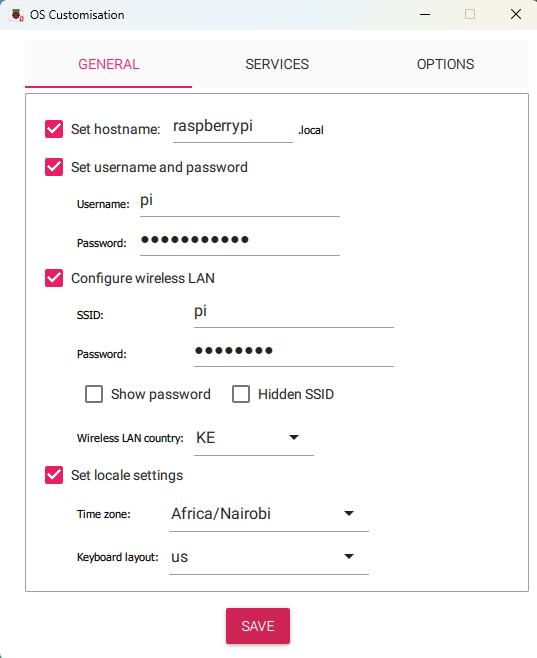 OS Customisation
GENERAL SERVICES OPTIONS
Set hostname: raspberrypi .local
Set username and password
Username: pi
Password: ●●●●●●●●●●●
Configure wireless LAN
SSID: pi
Password: ●●●●●●●●
Show password Hidden SSID
Wireless LAN country: KE
Set locale settings
Time zone: Africa/Nairobi
Keyboard layout: us
SAVE